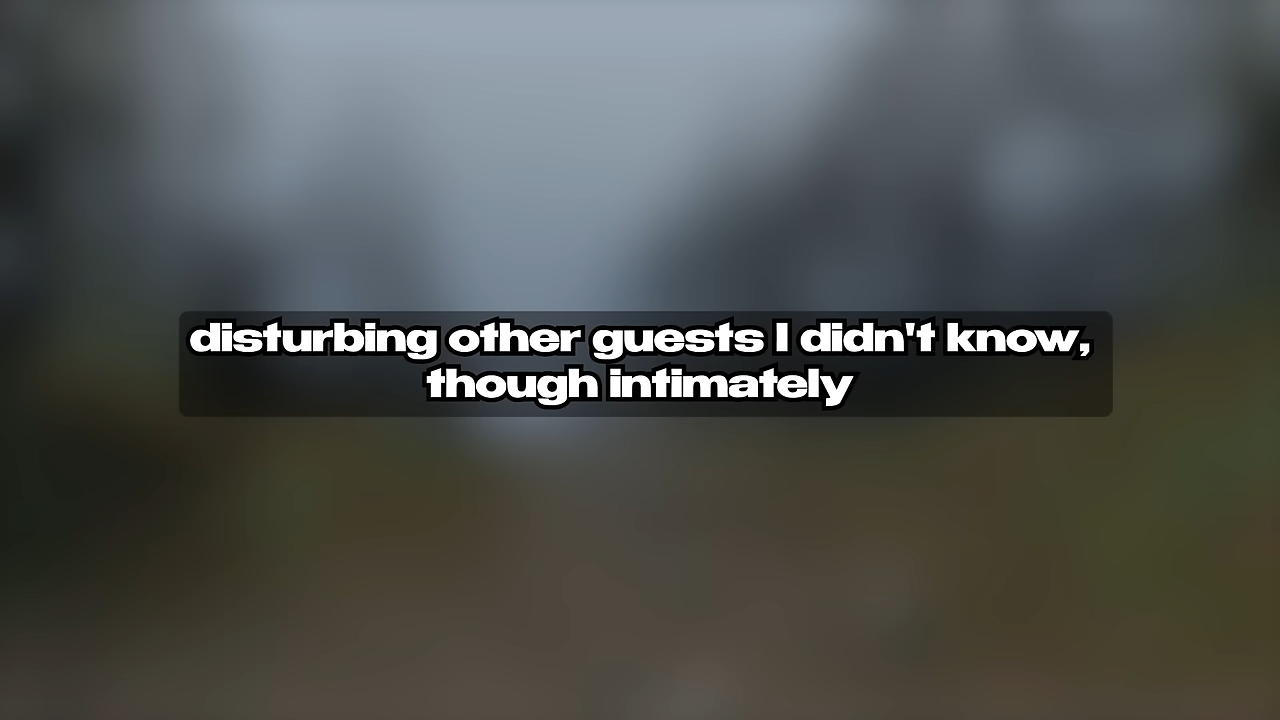 disturbing other guests I didn't know,
though intimately